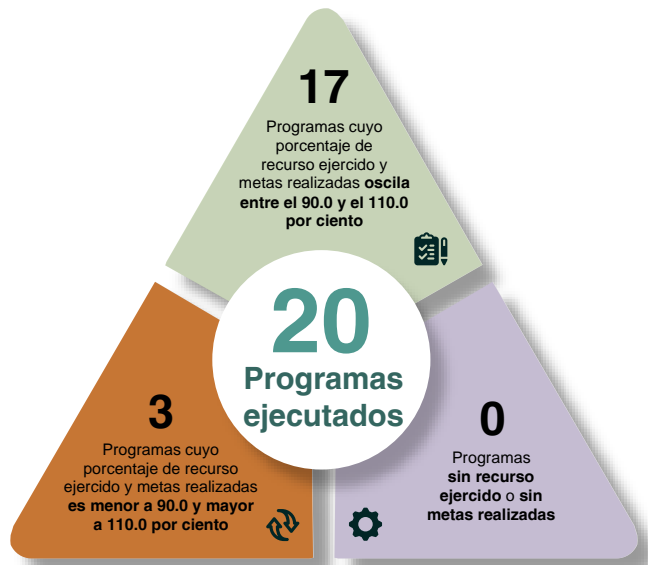 17
Programas cuyo
porcentaje de
recurso ejercido y
metas realizadas oscila
entre el 90.0 y el 110.0
por ciento
20
Programas
ejecutados
3
Programas cuyo
porcentaje de recurso
ejercido y metas realizadas
es menor a 90.0 y mayor
a 110.0 por ciento
0
Programas
sin recurso
ejercido o sin
metas realizadas